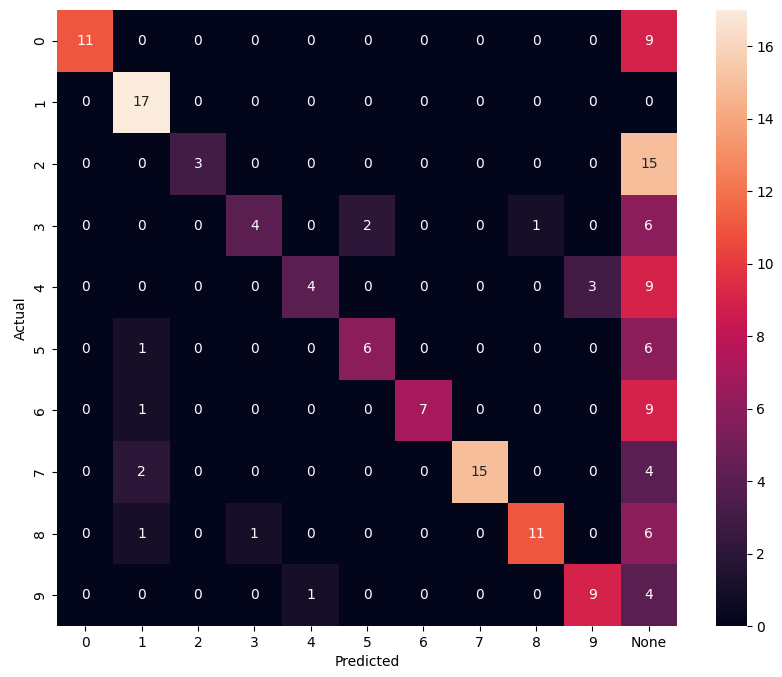 0 11 0 0 0 0 0 0 0 0 0 9
1 0 17 0 0 0 0 0 0 0 0 0
2 0 0 3 0 0 0 0 0 0 0 15
3 0 0 0 4 0 2 0 0 1 0 6
4 0 0 0 0 4 0 0 0 0 3 9
5 0 1 0 0 0 6 0 0 0 0 6
6 0 1 0 0 0 0 7 0 0 0 9
7 0 2 0 0 0 0 0 15 0 0 4
8 0 1 0 1 0 0 0 0 11 0 6
9 0 0 0 0 1 0 0 0 0 9 4
0 1 2 3 4 5 6 7 8 9 None
Predicted
Actual
16
14
12
10
8
6
4
2
0